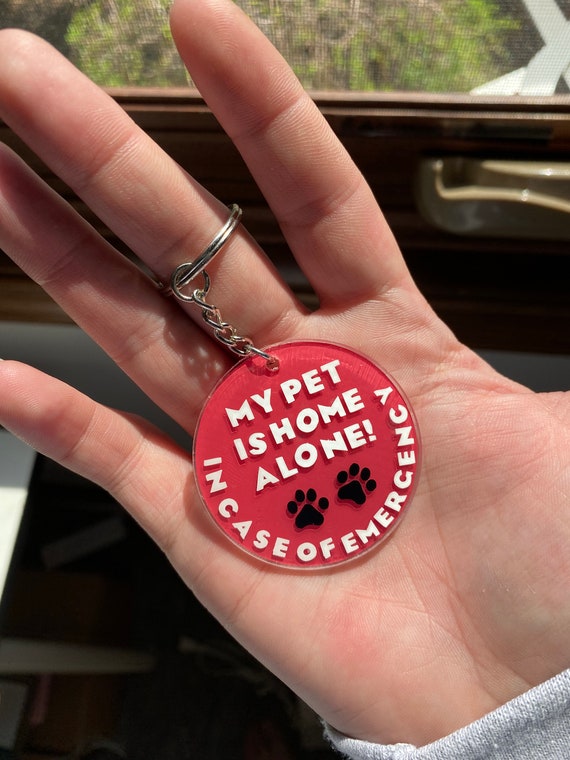 MY PET
IS HOME
ALONE!
IN CASE OF EMERGENCY